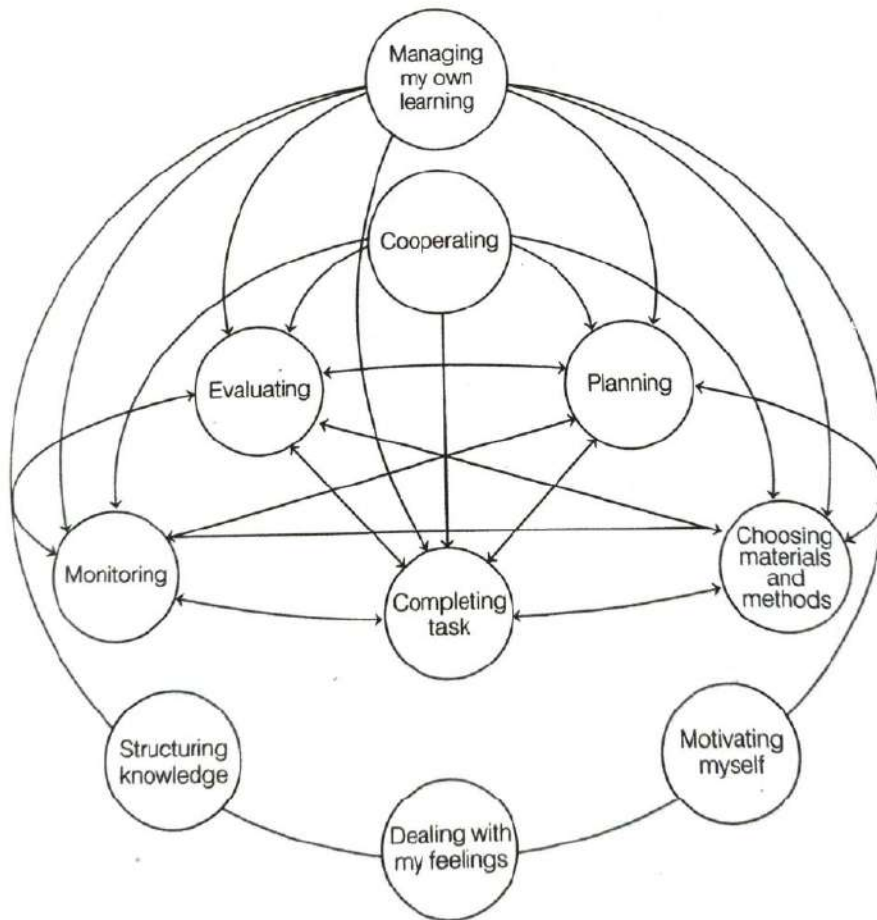 Managing
my own
learning
Cooperating
Evaluating
Planning
Monitoring
Completing
task
Choosing
materials
and
methods
Structuring
knowledge
Motivating
myself
Dealing with
my feelings